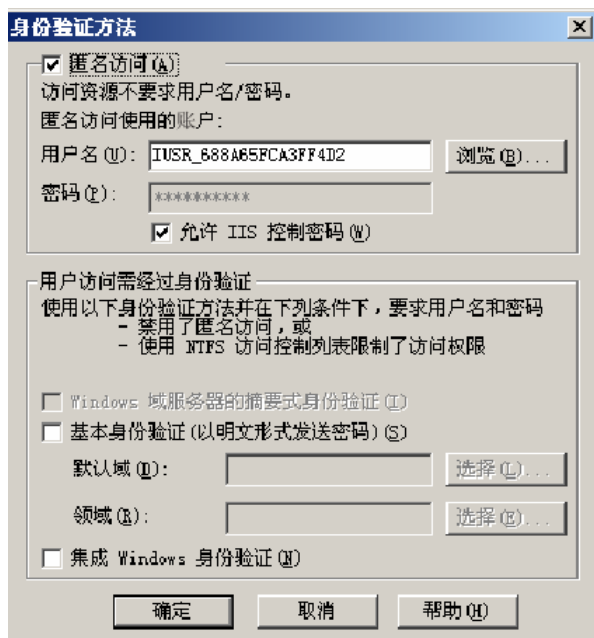 身份验证方法
匿名访问(A)
访问资源不要求用户名/密码。
匿名访问使用的账户:
用户名(U): IUSR_688A65FCA3FF4D2 浏览(B)...
密码(P): **********
允许 IIS 控制密码(W)
用户访问需经过身份验证
使用以下身份验证方法并在下列条件下，要求用户名和密码
- 禁用了匿名访问，或
- 使用 NTFS 访问控制列表限制了访问权限
Windows 域服务器的摘要式身份验证(I)
基本身份验证(以明文形式发送密码)(S)
默认域(D): 选择(L)...
领域(R): 选择(E)...
集成 Windows 身份验证(N)
确定 取消 帮助(H)